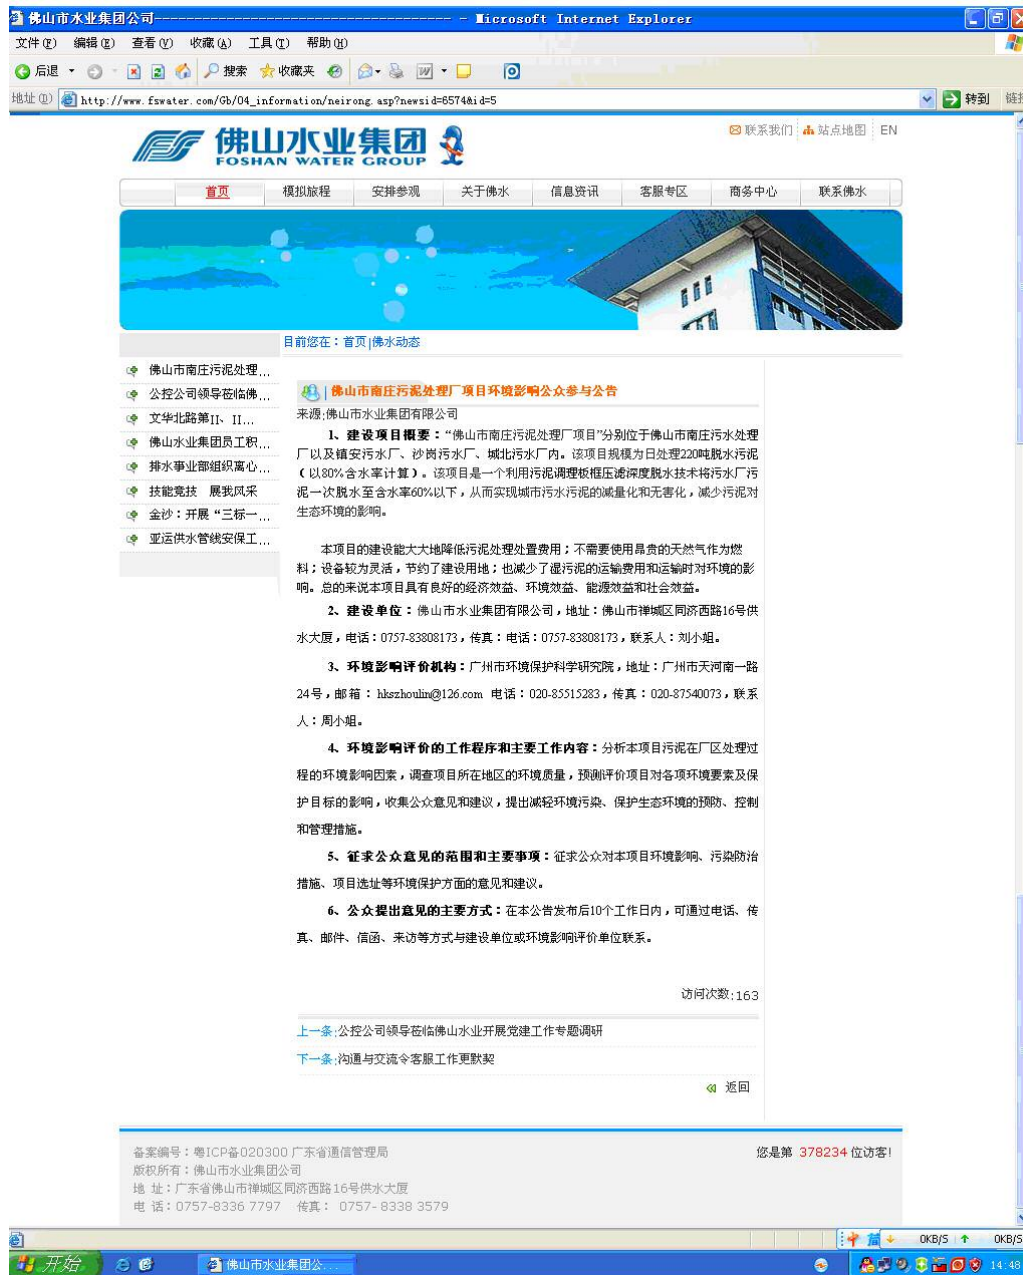 佛山市水业集团公司---------------------------------------- - Microsoft Internet Explorer
文件(F) 编辑(E) 查看(V) 收藏(A) 工具(T) 帮助(H)
后退 搜索 收藏夹
地址(D) http://www.fswater.com/Gb/04_information/neirong.asp?newsid=6574&id=5 转到 链接
佛山水业集团
FOSHAN WATER GROUP
联系我们 站点地图 EN
首页 模拟旅程 安排参观 关于佛水 信息资讯 客服专区 商务中心 联系佛水
目前您在：首页|佛水动态
佛山市南庄污泥处理...
公控公司领导莅临佛...
文华北路第II、II...
佛山水业集团员工积...
排水事业部组织离心...
技能竞技 展我风采
金沙：开展“三标一...
亚运供水管线安保工...
|佛山市南庄污泥处理厂项目环境影响公众参与公告
来源:佛山市水业集团有限公司
1、建设项目概要：“佛山市南庄污泥处理厂项目”分别位于佛山市南庄污水处理
厂以及镇安污水厂、沙岗污水厂、城北污水厂内。该项目规模为日处理220吨脱水污泥
（以80%含水率计算）。该项目是一个利用污泥调理板框压滤深度脱水技术将污水厂污
泥一次脱水至含水率60%以下，从而实现城市污水污泥的减量化和无害化，减少污泥对
生态环境的影响。
本项目的建设能大大地降低污泥处理处置费用；不需要使用昂贵的天然气作为燃
料；设备较为灵活，节约了建设用地；也减少了湿污泥的运输费用和运输时对环境的影
响。总的来说本项目具有良好的经济效益、环境效益、能源效益和社会效益。
2、建设单位：佛山市水业集团有限公司，地址：佛山市禅城区同济西路16号供
水大厦，电话：0757-83808173，传真：电话：0757-83808173，联系人：刘小姐。
3、环境影响评价机构：广州市环境保护科学研究院，地址：广州市天河南一路
24号，邮箱：hkszhoulin@126.com 电话：020-85515283，传真：020-87540073，联系
人：周小姐。
4、环境影响评价的工作程序和主要工作内容：分析本项目污泥在厂区处理过
程的环境影响因素，调查项目所在地区的环境质量，预测评价项目对各项环境要素及保
护目标的影响，收集公众意见和建议，提出减轻环境污染、保护生态环境的预防、控制
和管理措施。
5、征求公众意见的范围和主要事项：征求公众对本项目环境影响、污染防治
措施、项目选址等环境保护方面的意见和建议。
6、公众提出意见的主要方式：在本公告发布后10个工作日内，可通过电话、传
真、邮件、信函、来访等方式与建设单位或环境影响评价单位联系。
访问次数:163
上一条:公控公司领导莅临佛山水业开展党建工作专题调研
下一条:沟通与交流令客服工作更默契
返回
备案编号：粤ICP备020300 广东省通信管理局
您是第 378234 位访客!
版权所有：佛山市水业集团公司
地 址：广东省佛山市禅城区同济西路16号供水大厦
电 话：0757-8336 7797 传真： 0757- 8338 3579
简 0KB/S 0KB/S
开始 佛山市水业集团公... 14:48